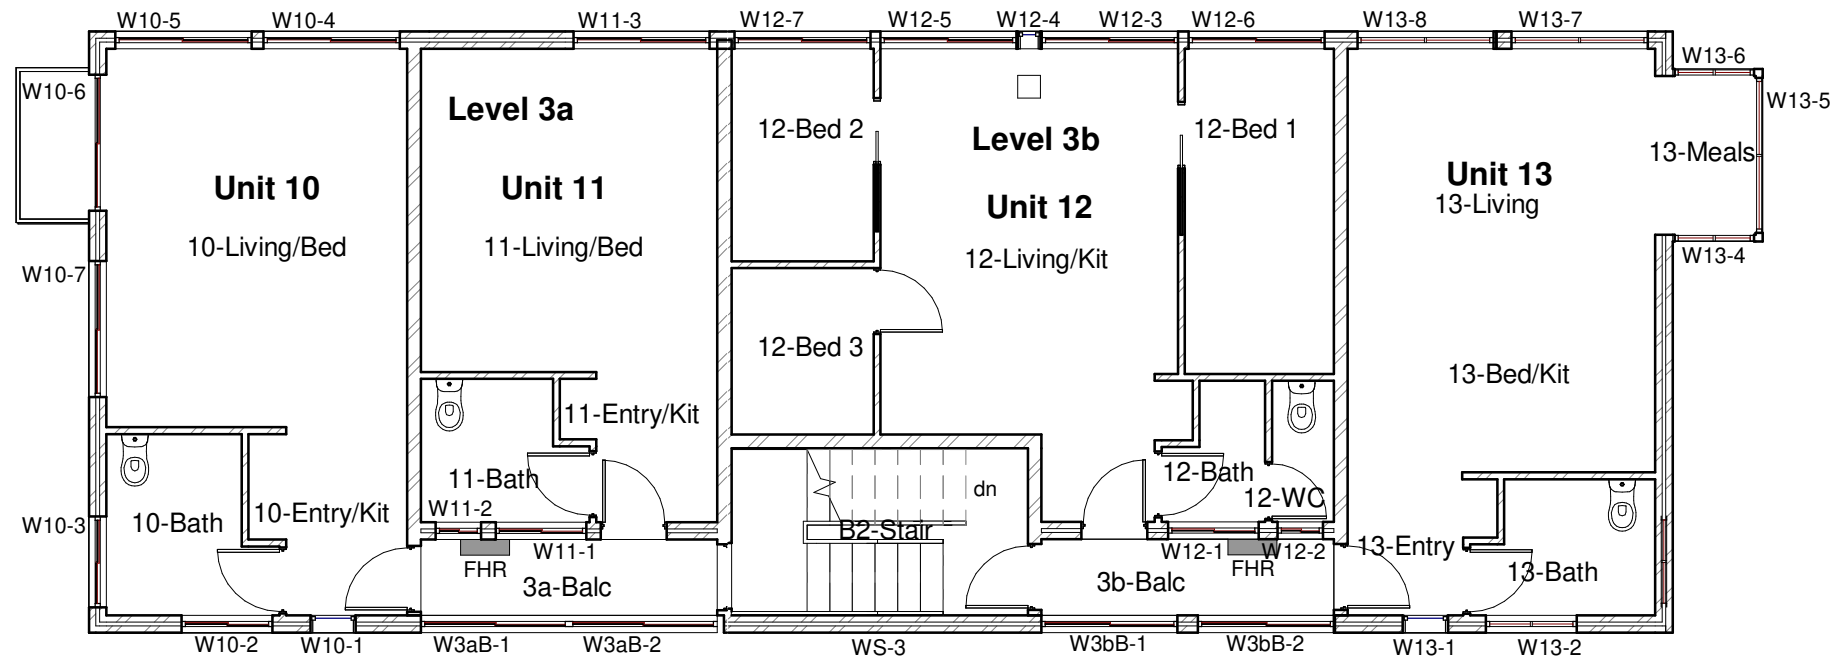 W10-5
W10-4
W11-3
W12-7
W12-5
W12-4
W12-3
W12-6
W13-8
W13-7
W13-6
W10-6
W13-5
Level 3a
12-Bed 2
12-Bed 1
Level 3b
13-Meals
Unit 10
Unit 11
Unit 12
Unit 13
13-Living
10-Living/Bed
11-Living/Bed
12-Living/Kit
W10-7
W13-4
12-Bed 3
13-Bed/Kit
11-Entry/Kit
11-Bath
12-Bath
dn
12-WC
W11-2
10-Bath
10-Entry/Kit
W10-3
B2-Stair
W11-1
W12-1
W12-2
13-Entry
FHR
FHR
3a-Balc
3b-Balc
13-Bath
W10-2
W10-1
W3aB-1
W3aB-2
WS-3
W3bB-1
W3bB-2
W13-1
W13-2